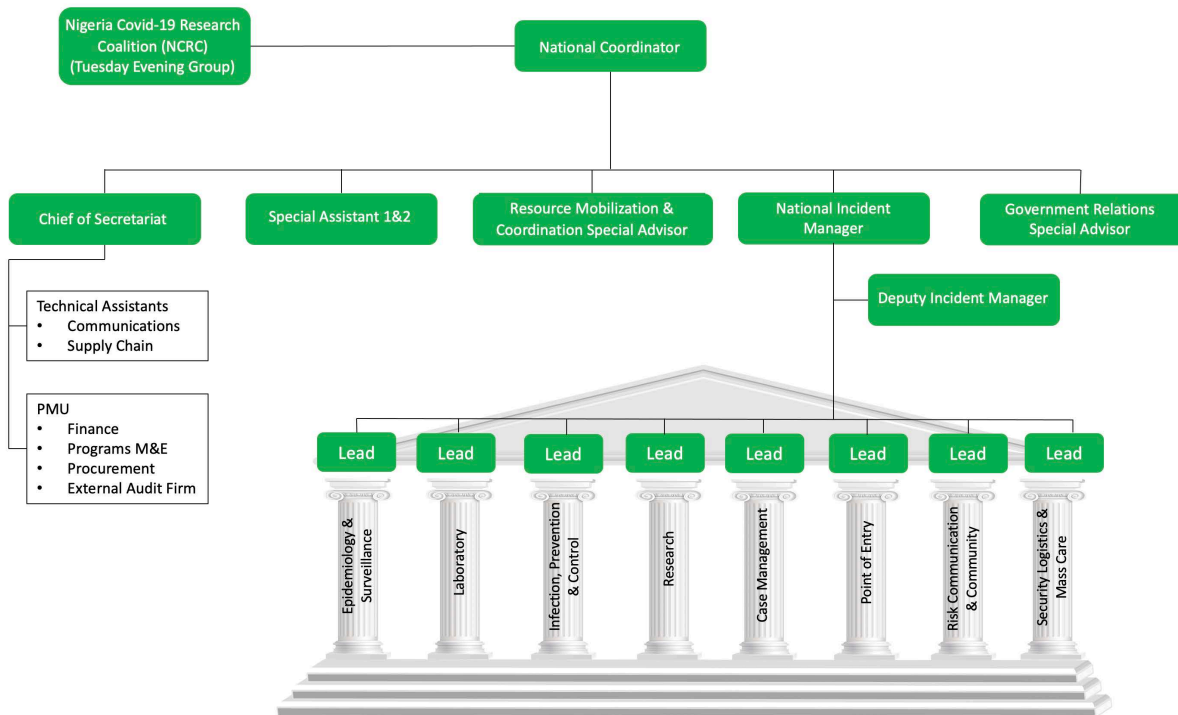 Nigeria Covid-19 Research
Coalition (NCRC)
(Tuesday Evening Group)
National Coordinator
Chief of Secretariat
Special Assistant 1&2
Resource Mobilization &
Coordination Special Advisor
National Incident
Manager
Government Relations
Special Advisor
Deputy Incident Manager
Technical Assistants
• Communications
• Supply Chain
PMU
• Finance
• Programs M&E
• Procurement
• External Audit Firm
Lead
Lead
Lead
Lead
Lead
Lead
Lead
Lead
Epidemiology &
Surveillance
Laboratory
Infection, Prevention
& Control
Research
Case Management
Point of Entry
Risk Communication
& Community
Security Logistics &
Mass Care